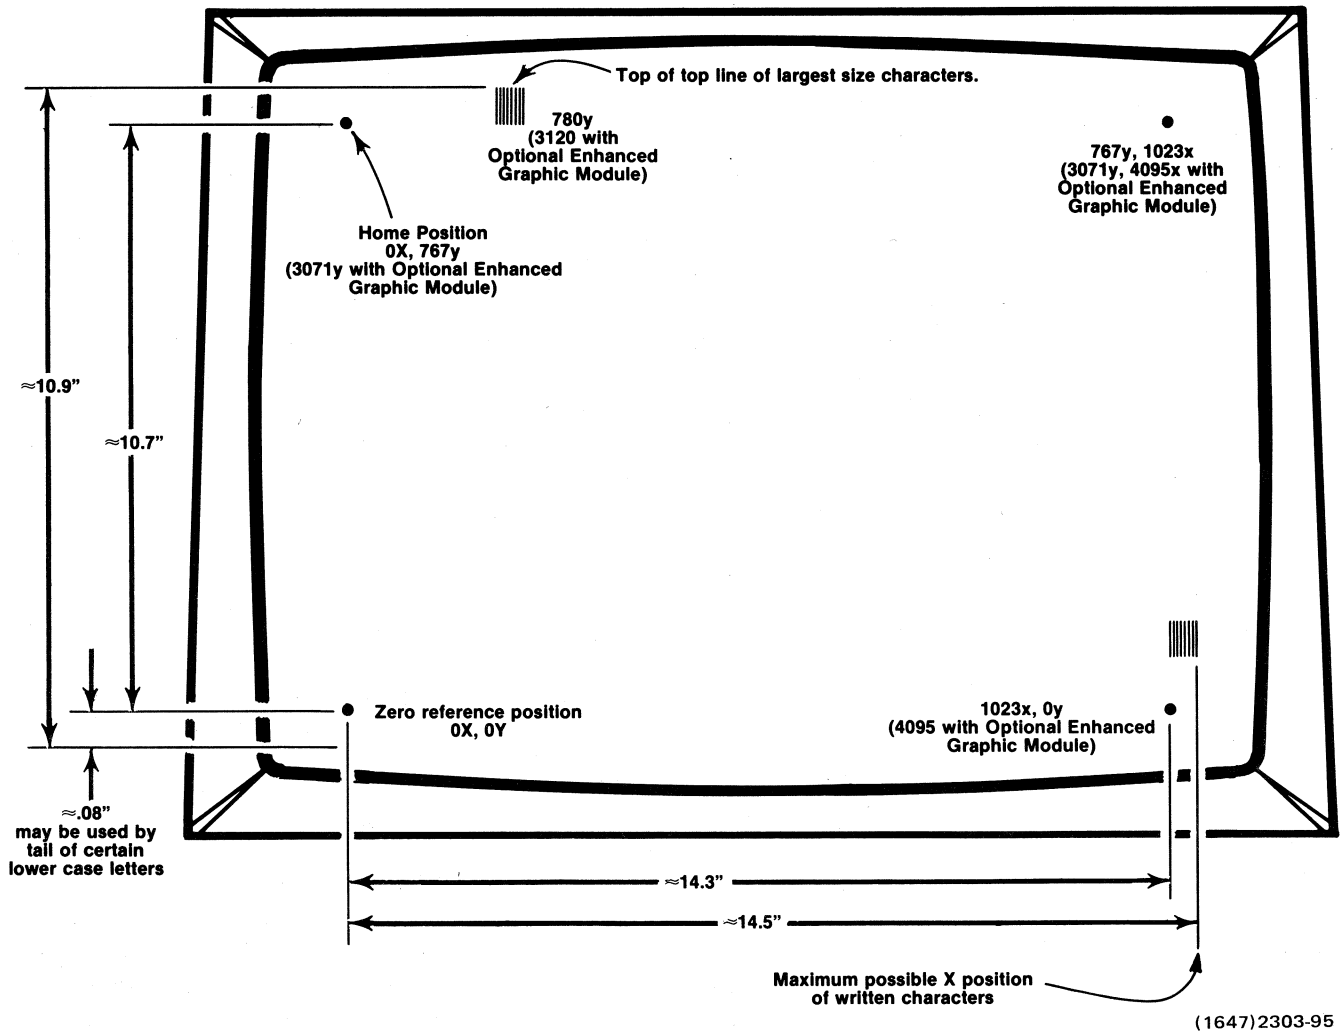 Top of top line of largest size characters.
780y
(3120 with
Optional Enhanced
Graphic Module)
767y, 1023x
(3071y, 4095x with
Optional Enhanced
Graphic Module)
Home Position
0X, 767y
(3071y with Optional Enhanced
Graphic Module)
≈10.9”
≈10.7”
Zero reference position
0X, 0Y
1023x, 0y
(4095 with Optional Enhanced
Graphic Module)
≈.08”
may be used by
tail of certain
lower case letters
≈14.3”
≈14.5”
Maximum possible X position
of written characters
(1647)2303-95